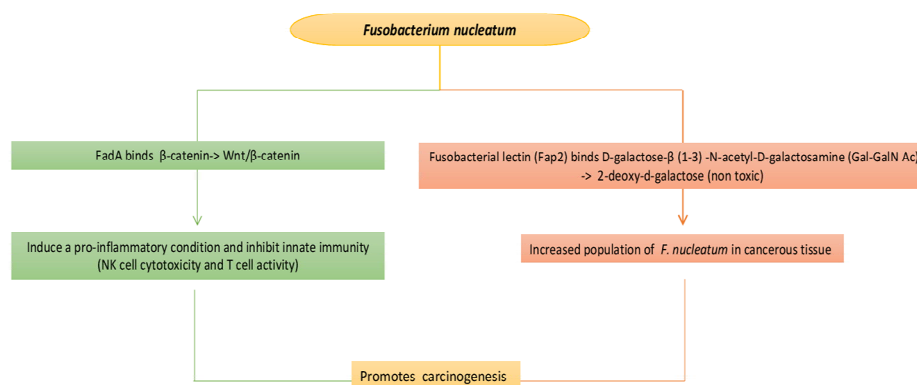 Fusobacterium nucleatum
FadA binds β-catenin-> Wnt/β-catenin
Fusobacterial lectin (Fap2) binds D-galactose-β (1-3) -N-acetyl-D-galactosamine (Gal-GalN Ac)
-> 2-deoxy-d-galactose (non toxic)
Induce a pro-inflammatory condition and inhibit innate immunity
(NK cell cytotoxicity and T cell activity)
Increased population of F. nucleatum in cancerous tissue
Promotes carcinogenesis